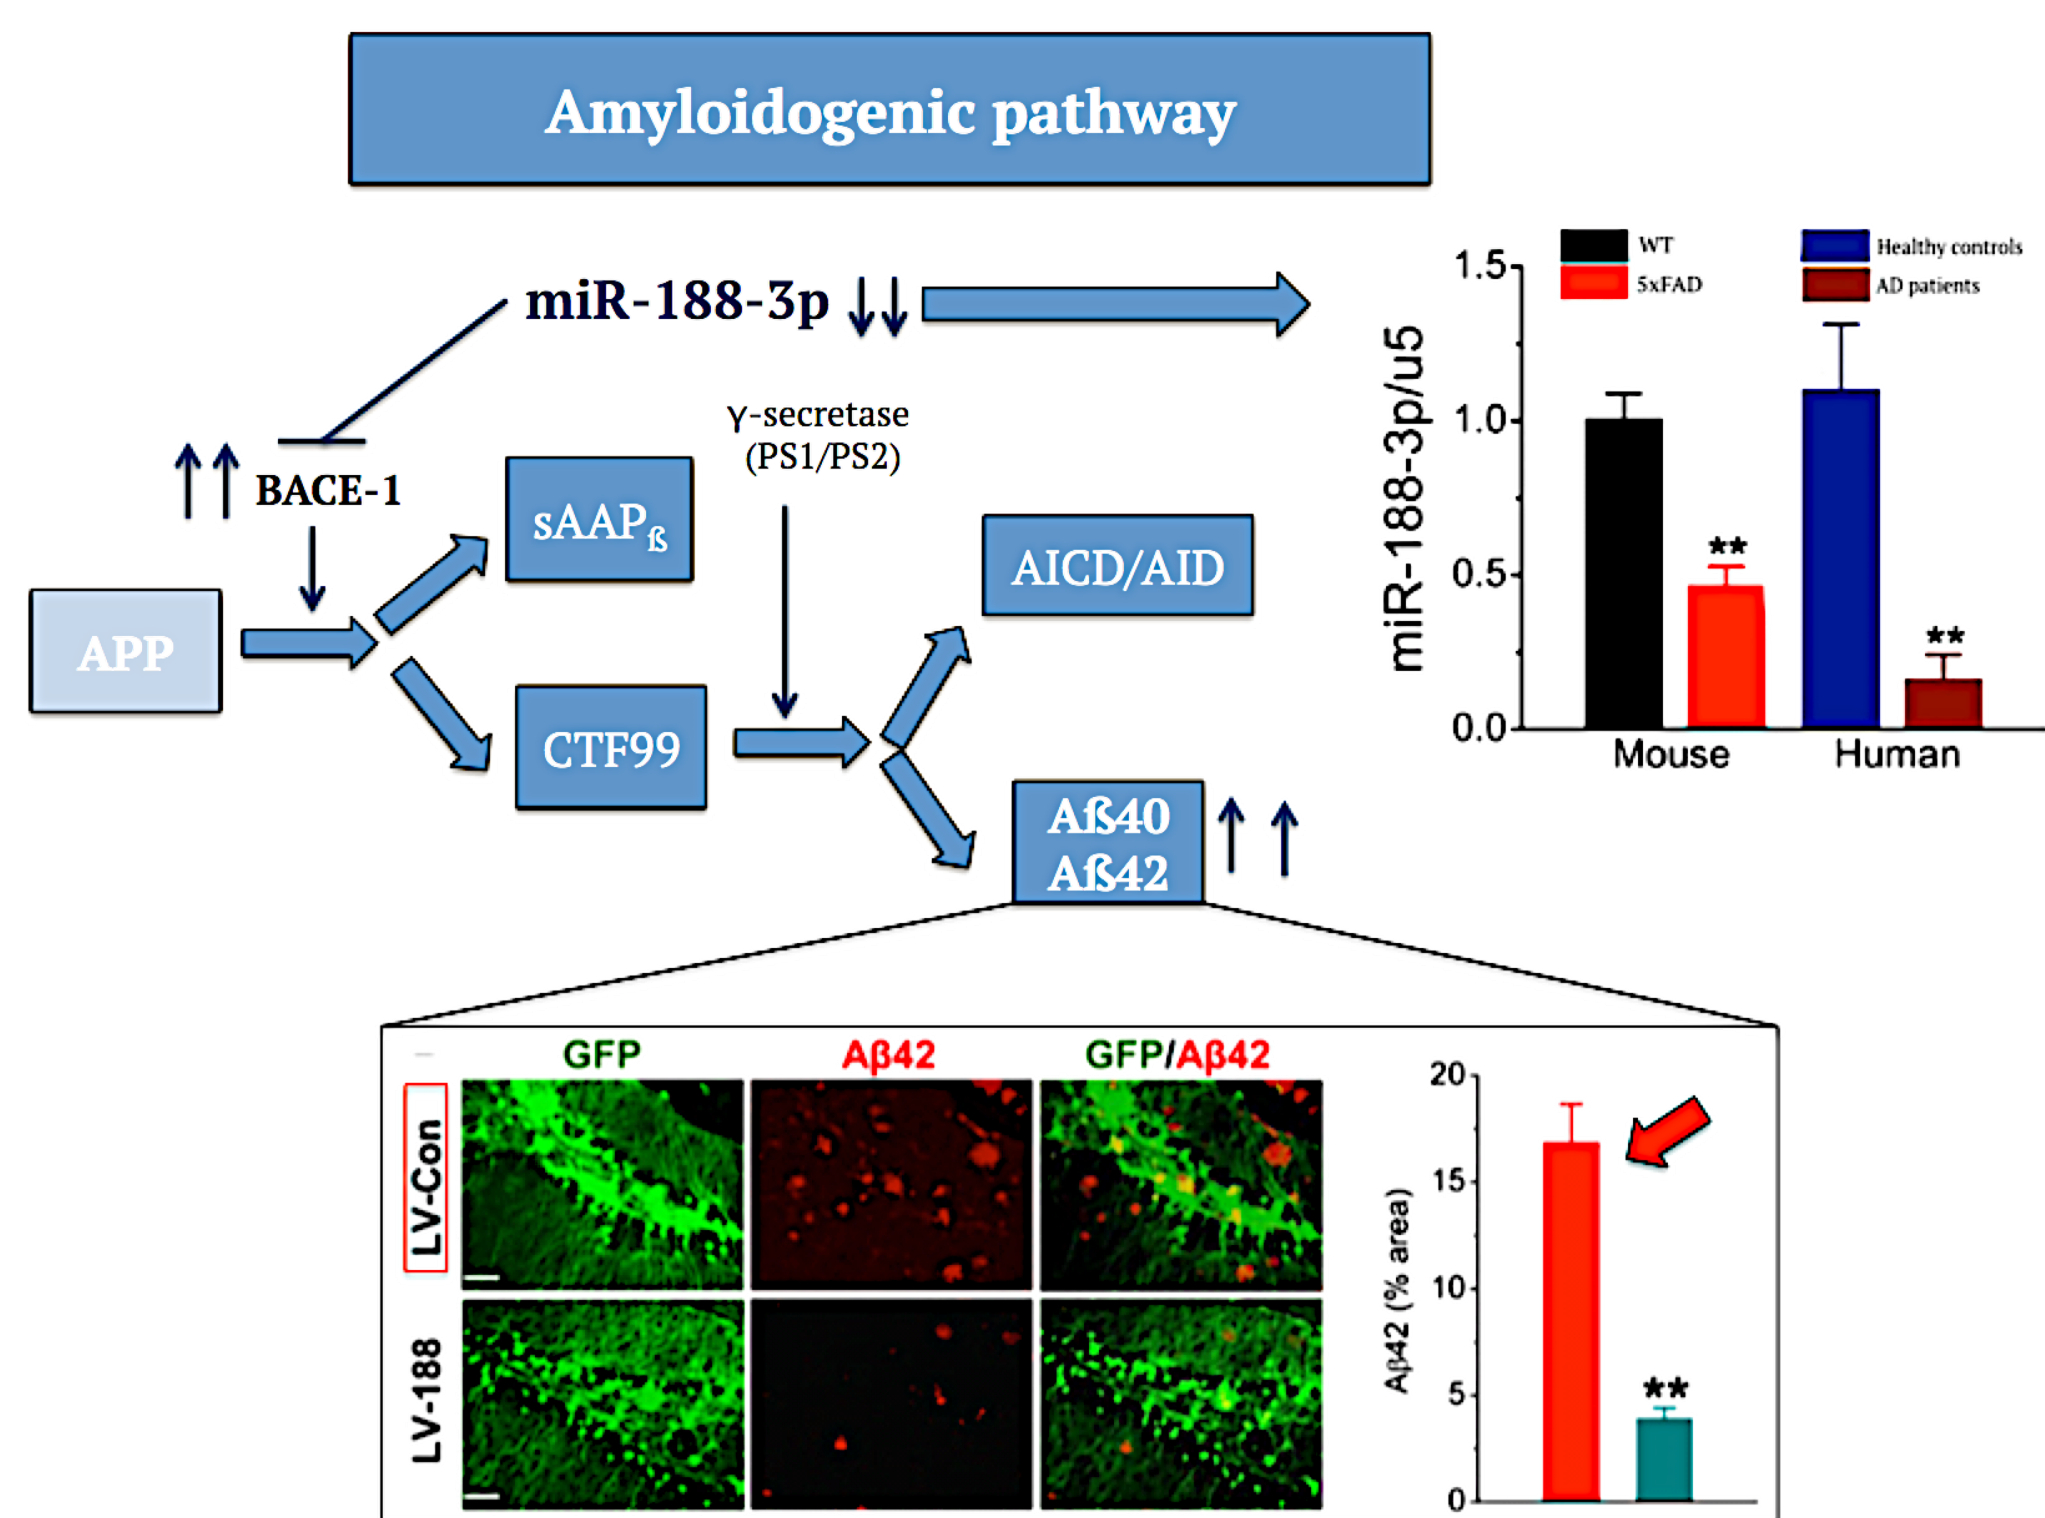 Amyloidogenic pathway
miR-188-3p
γ-secretase
(PS1/PS2)
BACE-1
sAAPß
APP
CTF99
AICD/AID
Aß40
Aß42
WT
5xFAD
Healthy controls
AD patients
miR-188-3p/u5
1.5
1.0
0.5
0.0
**
**
Mouse
Human
GFP
Aβ42
GFP/Aβ42
LV-Con
LV-188
Aβ42 (% area)
20
15
10
5
0
**